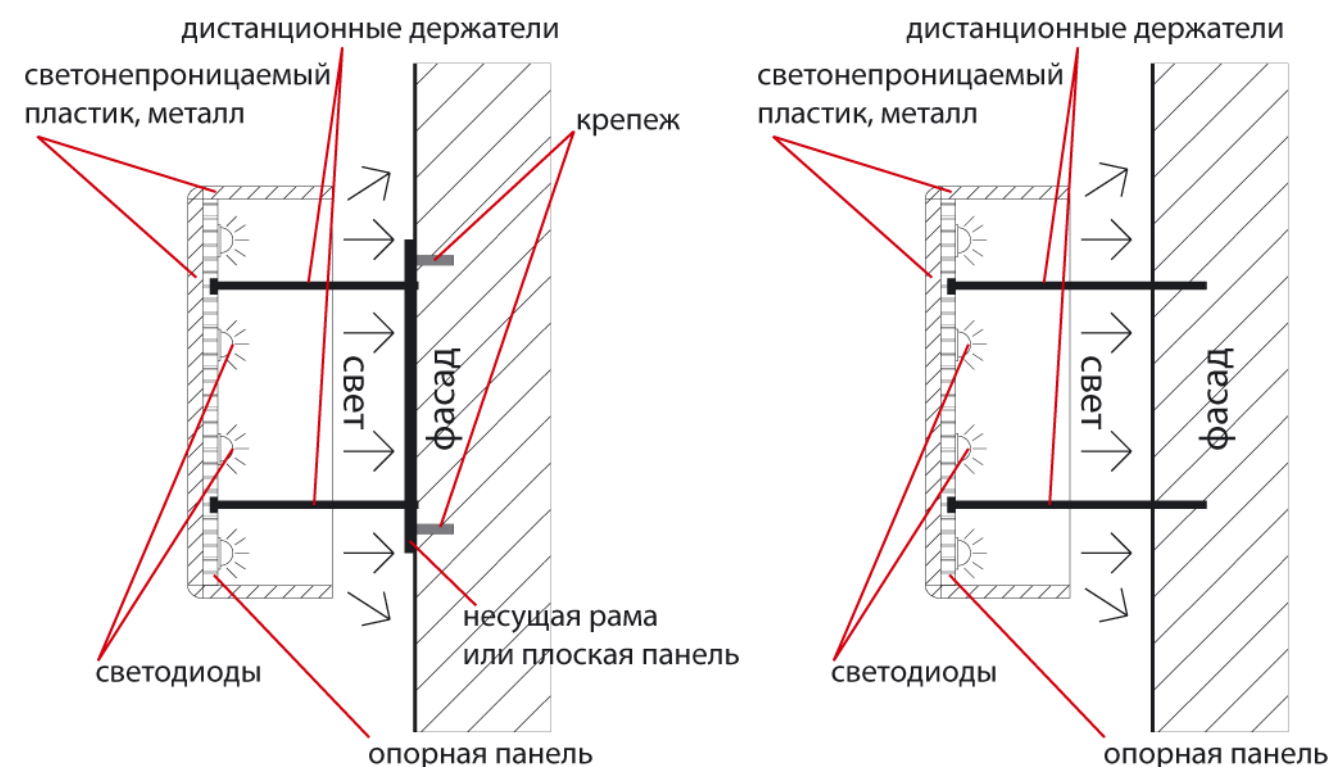 дистанционные держатели
светонепроницаемый
пластик, металл
крепеж
свет
фасад
несущая рама
или плоская панель
светодиоды
опорная панель
дистанционные держатели
светонепроницаемый
пластик, металл
свет
фасад
светодиоды
опорная панель